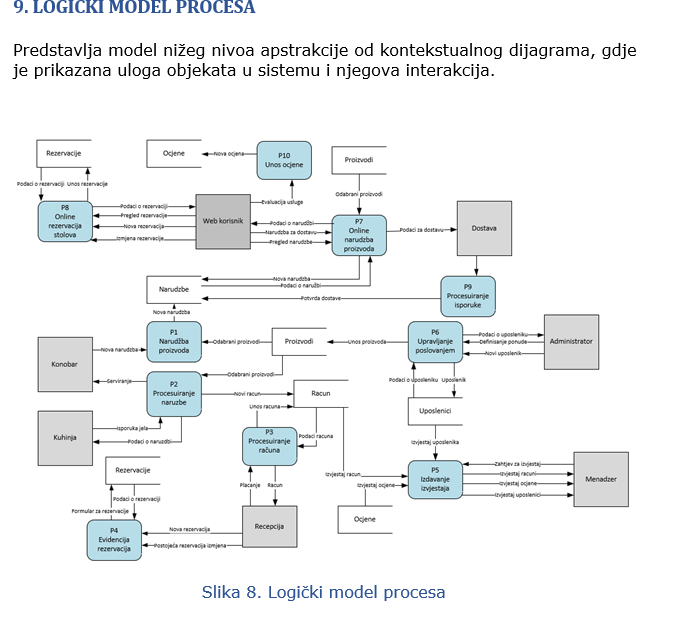 9. LOGIČKI MODEL PROCESA
Predstavlja model nižeg nivoa apstrakcije od kontekstualnog dijagrama, gdje
je prikazana uloga objekata u sistemu i njegova interakcija.
Rezervacije
Ocjene
Nova ocjena
P10
Unos ocjene
Proizvodi
Podaci o rezervaciji
Unos rezervacije
Evaluacija usluge
Odabrani proizvodi
P8
Online
rezervacija
stolova
Podaci o rezervaciji
Pregled rezervacije
Nova rezervacija
Izmjena rezervacije
Web korisnik
Podaci o narudžbi
Narudžba za dostavu
Pregled narudzbe
P7
Online
narudžba
proizvoda
Podaci za dostavu
Dostava
Nova narudžba
Podaci o naružbi
Narudzbe
Potvrda dostave
P9
Procesuiranje
isporuke
Nova narudžba
Konobar
Nova narudžba
P1
Narudžba
proizvoda
Odabrani proizvodi
Proizvodi
Unos proizvoda
P6
Upravljanje
poslovanjem
Podaci o uposleniku
Definisanje ponude
Novi uposlenik
Administrator
Odabrani proizvodi
Serviranje
P2
Procesuiranje
naruzbe
Novi racun
Racun
Unos racuna
Podaci o uposleniku
Uposlenik
Uposlenici
Kuhinja
Isporuka jela
Podaci o narudzbi
P3
Procesuiranje
računa
Podaci racuna
Izvjestaj uposlenika
Rezervacije
Podaci o rezervaciji
Formular za rezervacije
Placanje
Racun
Izvjestaj racun
Izvjestaj ocjene
P5
Izdavanje
izvjestaja
Zahtjev za izvjestaj
Izvjestaj racuni
Izvjestaj ocjene
Izvjestaj uposlenici
Menadzer
P4
Evidencija
rezervacija
Nova rezervacija
Postojeća rezervacija izmjena
Recepcija
Ocjene
Slika 8. Logički model procesa